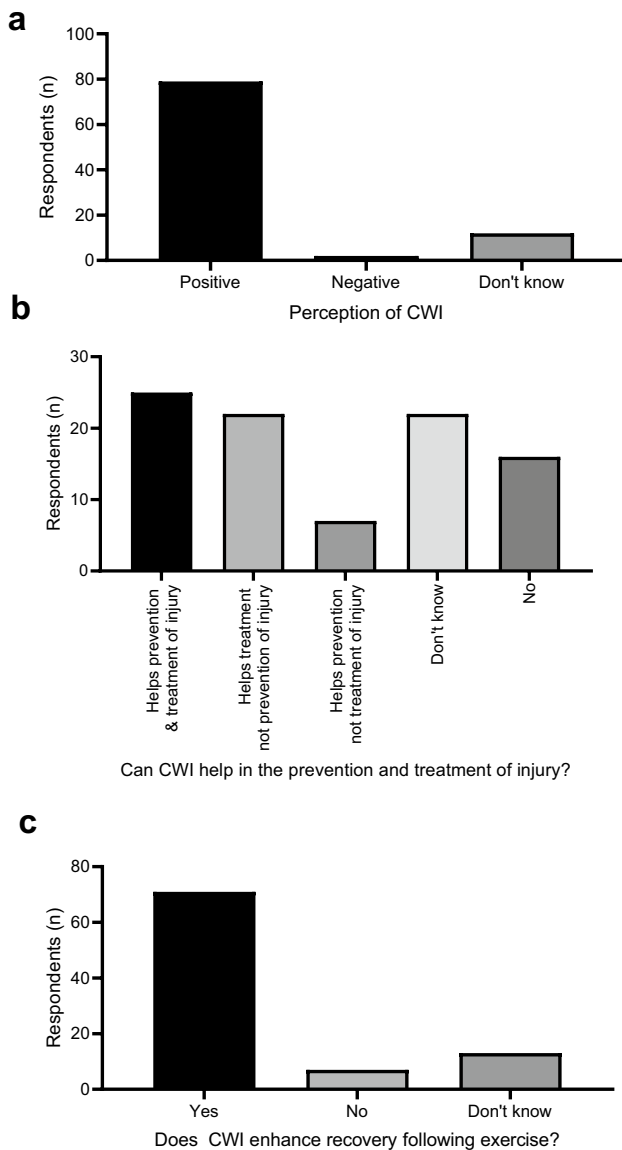 a
100
80
60
40
20
0
Respondents (n)
Positive
Negative
Don't know
Perception of CWI
b
30
20
10
0
Respondents (n)
Helps prevention
& treatment of injury
Helps treatment
not prevention of injury
Helps prevention
not treatment of injury
Don't know
No
Can CWI help in the prevention and treatment of injury?
c
80
60
40
20
0
Respondents (n)
Yes
No
Don't know
Does CWI enhance recovery following exercise?